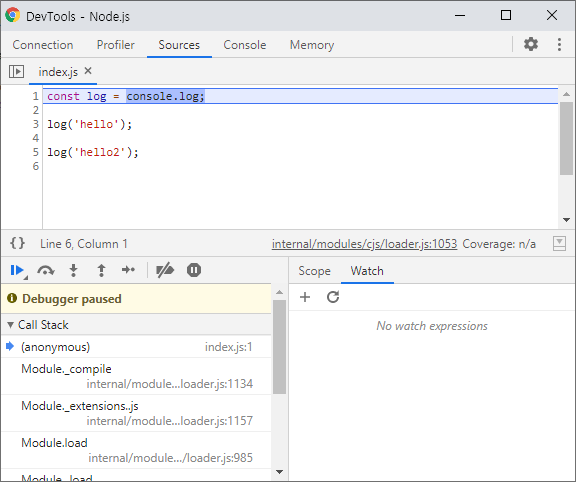 DevTools - Node.js
Connection Profiler Sources Console Memory
index.js
1 const log = console.log;
2
3 log('hello');
4
5 log('hello2');
6
{} Line 6, Column 1 internal/modules/cjs/loader.js:1053 Coverage: n/a
Scope Watch
Debugger paused
No watch expressions
Call Stack
(anonymous) index.js:1
Module._compile
internal/module...loader.js:1134
Module._extensions..js
internal/module...loader.js:1157
Module.load
internal/module.../loader.js:985
Module._load